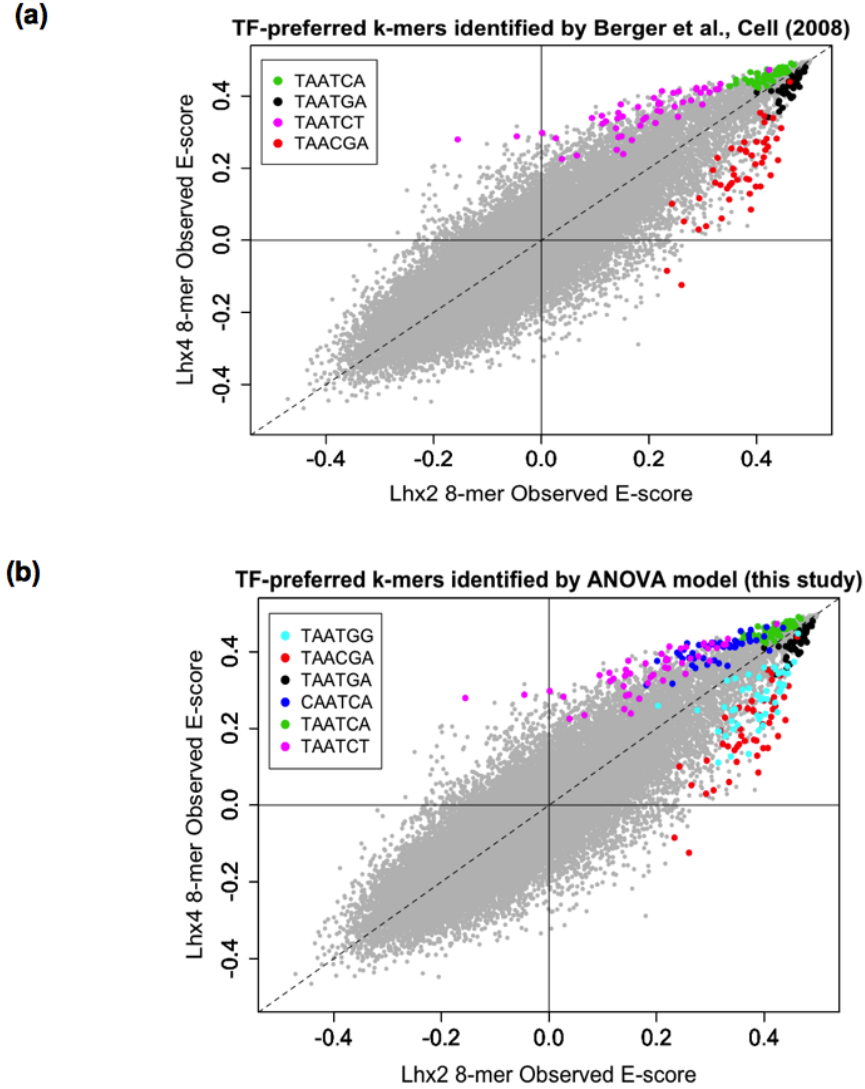 (a)
TF-preferred k-mers identified by Berger et al., Cell (2008)
TAATCA
TAATGA
TAATCT
TAACGA
0.4
0.2
0.0
-0.2
-0.4
Lhx4 8-mer Observed E-score
-0.4 -0.2 0.0 0.2 0.4
Lhx2 8-mer Observed E-score
(b)
TF-preferred k-mers identified by ANOVA model (this study)
TAATGG
TAACGA
TAATGA
CAATCA
TAATCA
TAATCT
0.4
0.2
0.0
-0.2
-0.4
Lhx4 8-mer Observed E-score
-0.4 -0.2 0.0 0.2 0.4
Lhx2 8-mer Observed E-score